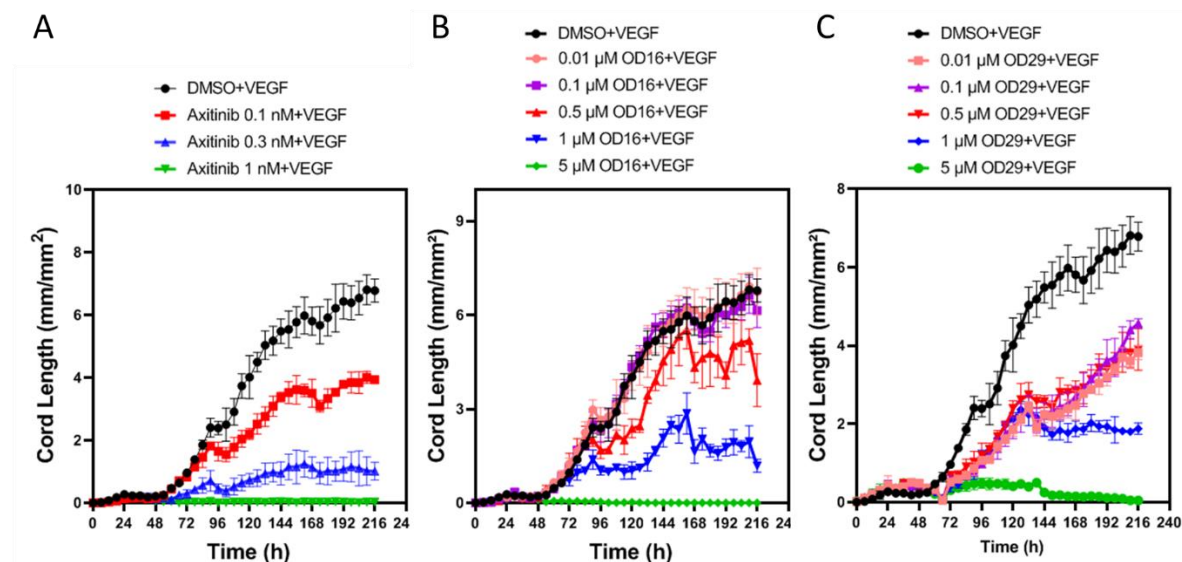 A
DMSO+VEGF
Axitinib 0.1 nM+VEGF
Axitinib 0.3 nM+VEGF
Axitinib 1 nM+VEGF
10
8
6
4
2
0
Cord Length (mm/mm²)
0 24 48 72 96 120 144 168 192 216 24
Time (h)
B
DMSO+VEGF
0.01 µM OD16+VEGF
0.1 µM OD16+VEGF
0.5 µM OD16+VEGF
1 µM OD16+VEGF
5 µM OD16+VEGF
9
6
3
0
Cord Length (mm/mm²)
0 24 48 72 96 120 144 168 192 216 24
Time (h)
C
DMSO+VEGF
0.01 µM OD29+VEGF
0.1 µM OD29+VEGF
0.5 µM OD29+VEGF
1 µM OD29+VEGF
5 µM OD29+VEGF
8
6
4
2
0
Cord Length (mm/mm²)
0 24 48 72 96 120 144 168 192 216 240
Time (h)